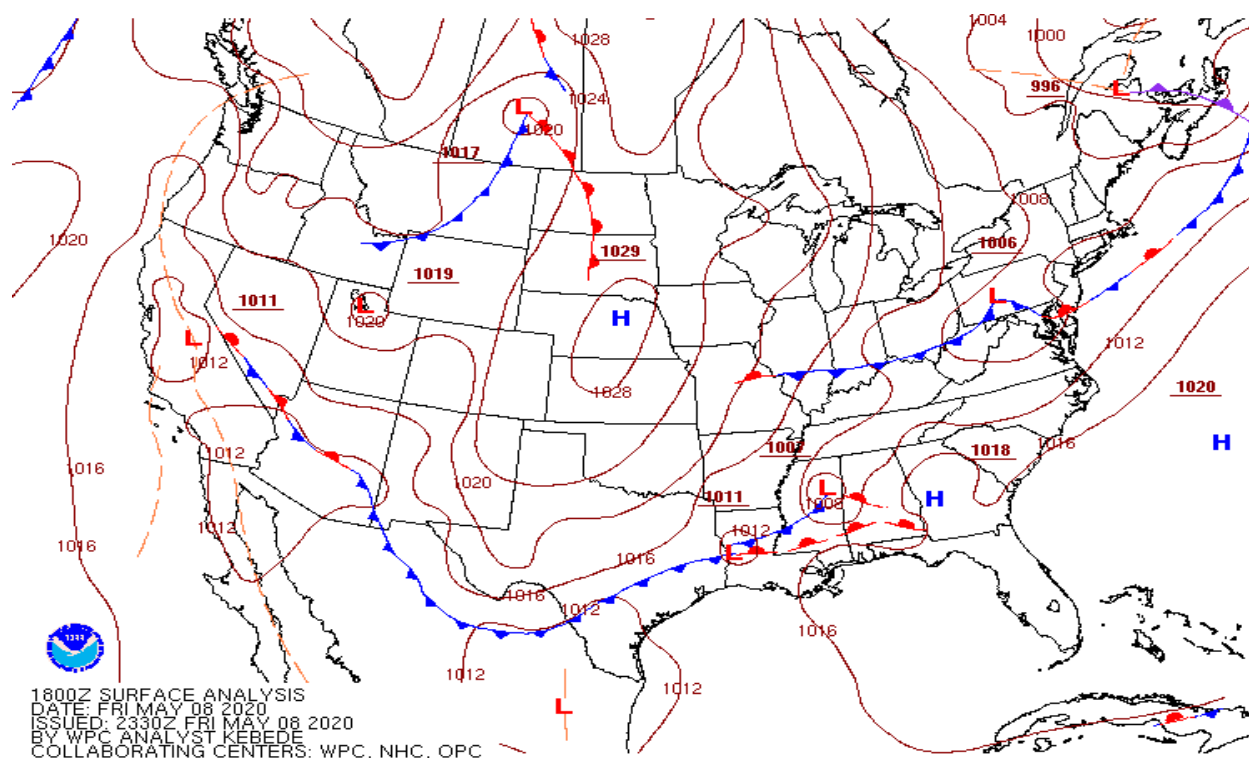 1004
1000
1028
996
L
1024
L
1020
1017
1008
1020
1029
1006
1019
1011
L
L
1020
H
L
1012
1012
1028
1020
H
1016
1012
1018
1016
1020
L
1008
H
1011
1012
1012
L
1016
1016
1016
1012
1016
1012
1012
L
1800Z SURFACE ANALYSIS
DATE: FRI MAY 08 2020
ISSUED: 2330Z FRI MAY 08 2020
BY WPC ANALYST KEBEDE
COLLABORATING CENTERS: WPC, NHC, OPC